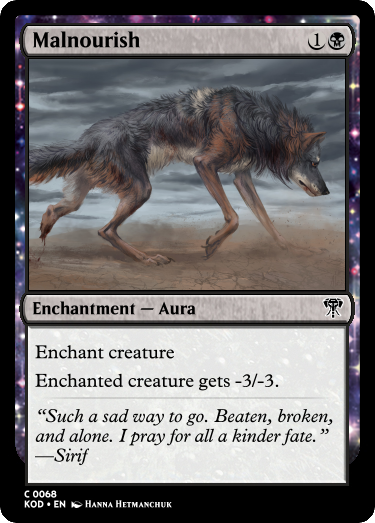 Malnourish 1
Enchantment — Aura
Enchant creature
Enchanted creature gets -3/-3.
“Such a sad way to go. Beaten, broken,
and alone. I pray for all a kinder fate.”
—Sirif
C 0068
KOD • EN Hanna Hetmanchuk